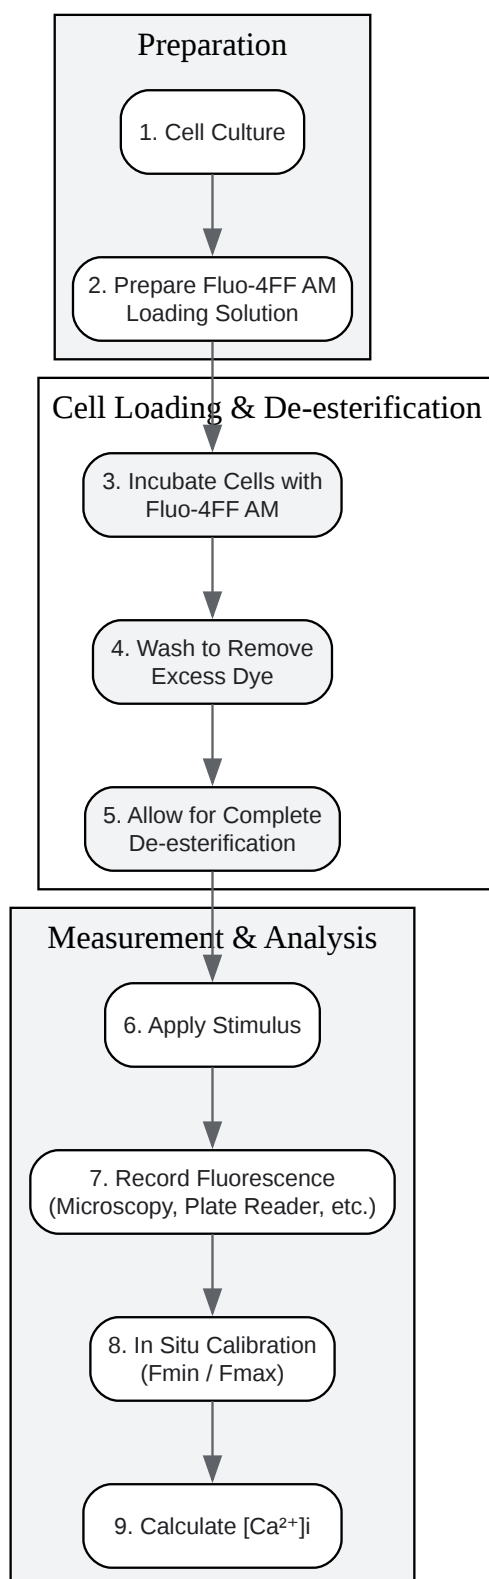 Preparation
1. Cell Culture
2. Prepare Fluo-4FF AM
Loading Solution
Cell Loading & De-esterification
3. Incubate Cells with
Fluo-4FF AM
4. Wash to Remove
Excess Dye
5. Allow for Complete
De-esterification
Measurement & Analysis
6. Apply Stimulus
7. Record Fluorescence
(Microscopy, Plate Reader, etc.)
8. In Situ Calibration
(Fmin / Fmax)
9. Calculate [Ca²⁺]i